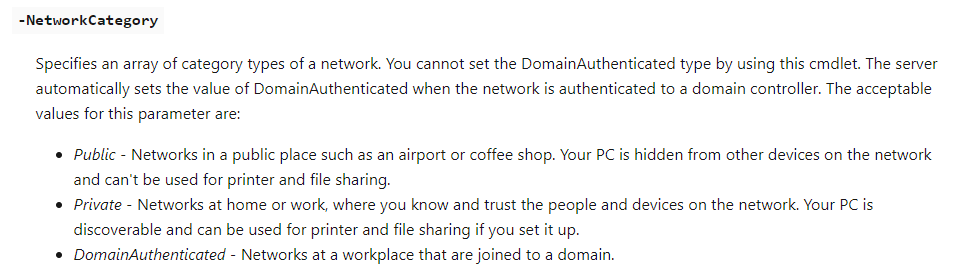 -NetworkCategory
Specifies an array of category types of a network. You cannot set the DomainAuthenticated type by using this cmdlet. The server
automatically sets the value of DomainAuthenticated when the network is authenticated to a domain controller. The acceptable
values for this parameter are:
• Public - Networks in a public place such as an airport or coffee shop. Your PC is hidden from other devices on the network
and can't be used for printer and file sharing.
• Private - Networks at home or work, where you know and trust the people and devices on the network. Your PC is
discoverable and can be used for printer and file sharing if you set it up.
• DomainAuthenticated - Networks at a workplace that are joined to a domain.